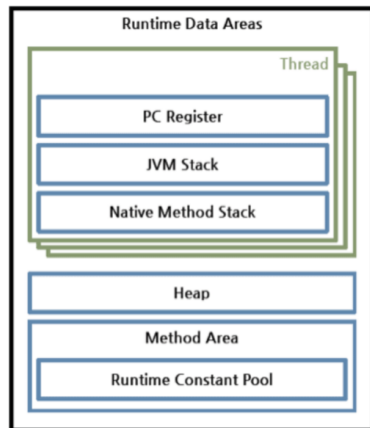 Runtime Data Areas
Thread
PC Register
JVM Stack
Native Method Stack
Heap
Method Area
Runtime Constant Pool